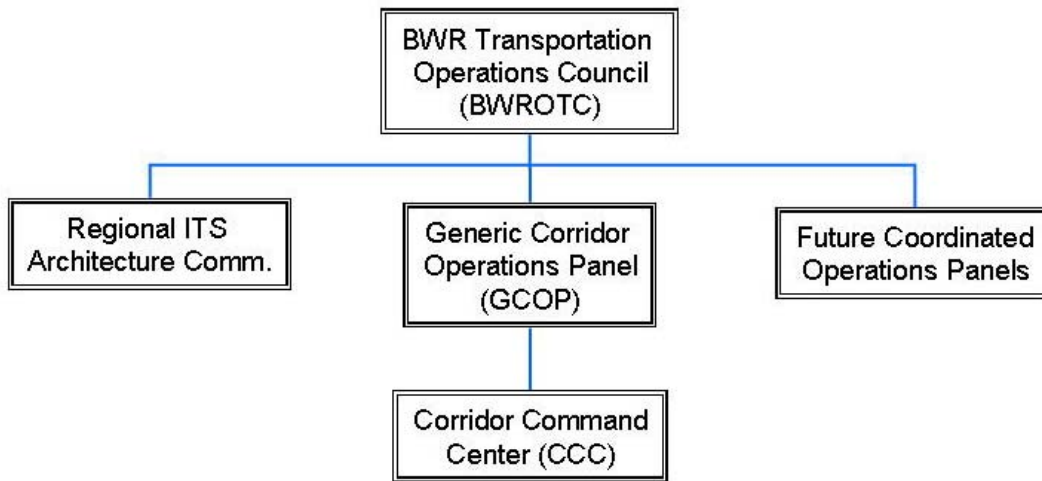 BWR Transportation
Operations Council
(BWROTC)
Regional ITS
Architecture Comm.
Generic Corridor
Operations Panel
(GCOP)
Future Coordinated
Operations Panels
Corridor Command
Center (CCC)